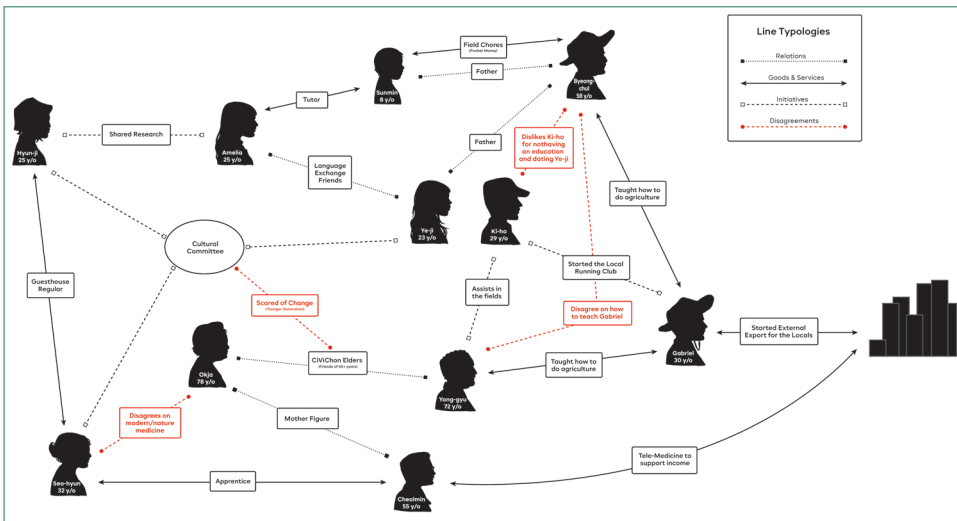 Line Typologies
Relations
Goods & Services
Initiatives
Disagreements
Field Chores
(Pocket Money)
Father
Sunmin
8 y/o
Byeong-
chul
58 y/o
Tutor
Hyun-ji
25 y/o
Shared Research
Amelia
25 y/o
Language
Exchange
Friends
Father
Dislikes Ki-ho
for nothoving
an education
and dating Ye-ji
Ye-ji
23 y/o
Ki-ho
29 y/o
Taught how to
do agriculture
Cultural
Committee
Started the Local
Running Club
Guesthouse
Regular
Assists in
the fields
Scared of Change
(Younger Generation)
Disagree on how
to teach Gabriel
Gabriel
30 y/o
Started External
Export for the Locals
Okja
78 y/o
CiViChon Elders
(Friends of 40+ years)
Yong-gyu
72 y/o
Taught how to
do agriculture
Disagrees on
modern/nature
medicine
Mother Figure
Seo-hyun
32 y/o
Apprentice
Cheolmin
55 y/o
Tele-Medicine to
support income